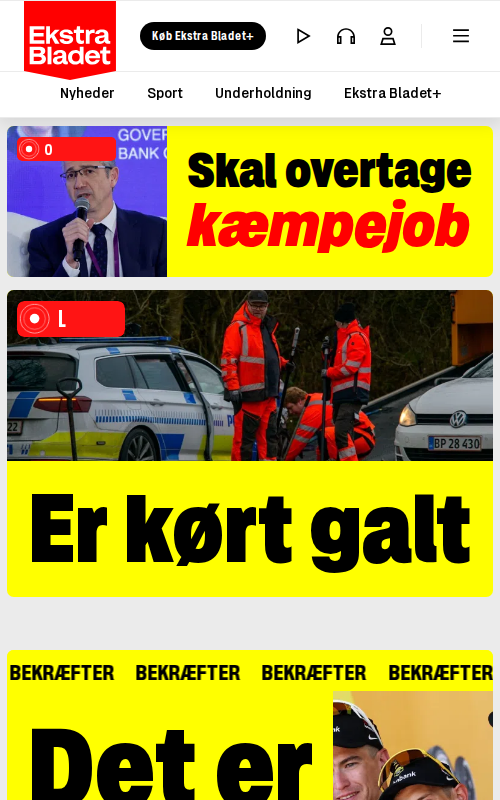 Ekstra
Bladet
Køb Ekstra Bladet+
Nyheder
Sport
Underholdning
Ekstra Bladet+
GOVER
BANK
0
Skal overtage
kæmpejob
L
22
BP 28 430
Er kørt galt
BEKRÆFTER BEKRÆFTER BEKRÆFTER BEKRÆFTER
Det er